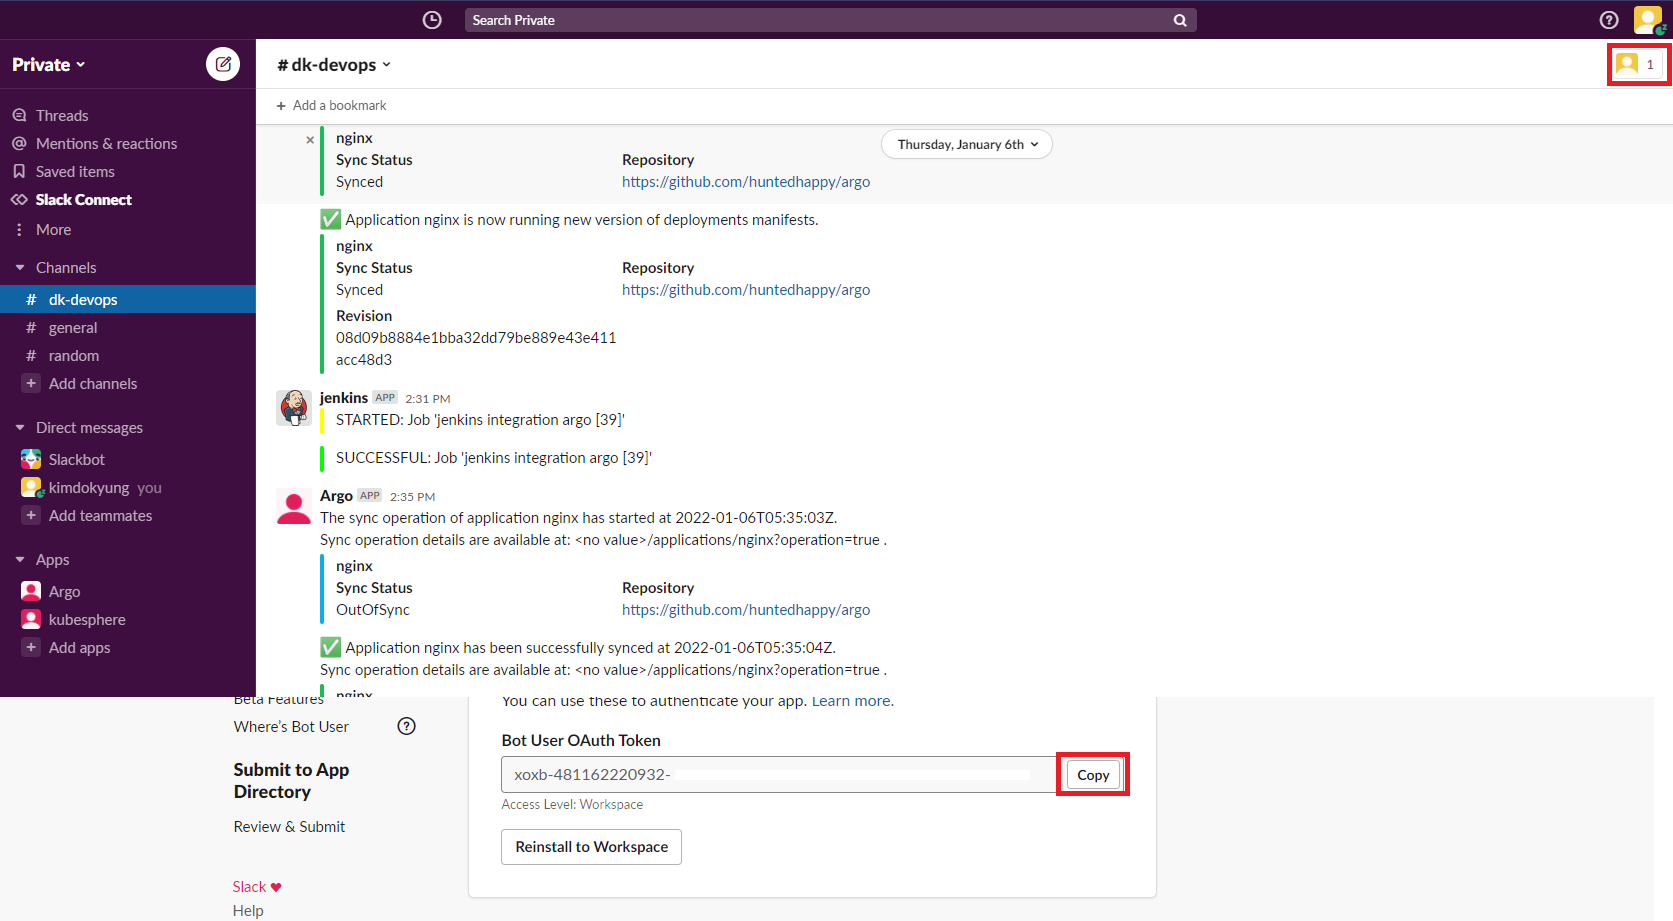 Search Private
Private
Threads
Mentions & reactions
Saved items
Slack Connect
More
Channels
# dk-devops
# general
# random
+ Add channels
Direct messages
Slackbot
kimdokyung you
+ Add teammates
Apps
Argo
kubesphere
+ Add apps
# dk-devops
1
+ Add a bookmark
Thursday, January 6th
nginx
Sync Status Repository
Synced https://github.com/huntedhappy/argo
✅ Application nginx is now running new version of deployments manifests.
nginx
Sync Status Repository
Synced https://github.com/huntedhappy/argo
Revision
08d09b8884e1bba32dd79be889e43e411
acc48d3
jenkins APP 2:31 PM
STARTED: Job 'jenkins integration argo [39]'
SUCCESSFUL: Job 'jenkins integration argo [39]'
Argo APP 2:35 PM
The sync operation of application nginx has started at 2022-01-06T05:35:03Z.
Sync operation details are available at: <no value>/applications/nginx?operation=true .
nginx
Sync Status Repository
OutOfSync https://github.com/huntedhappy/argo
✅ Application nginx has been successfully synced at 2022-01-06T05:35:04Z.
Sync operation details are available at: <no value>/applications/nginx?operation=true .
nginx
Beta Features
Where's Bot User
Submit to App
Directory
Review & Submit
Slack ♥
Help
You can use these to authenticate your app. Learn more.
Bot User OAuth Token
xoxb-481162220932-
Copy
Access Level: Workspace
Reinstall to Workspace